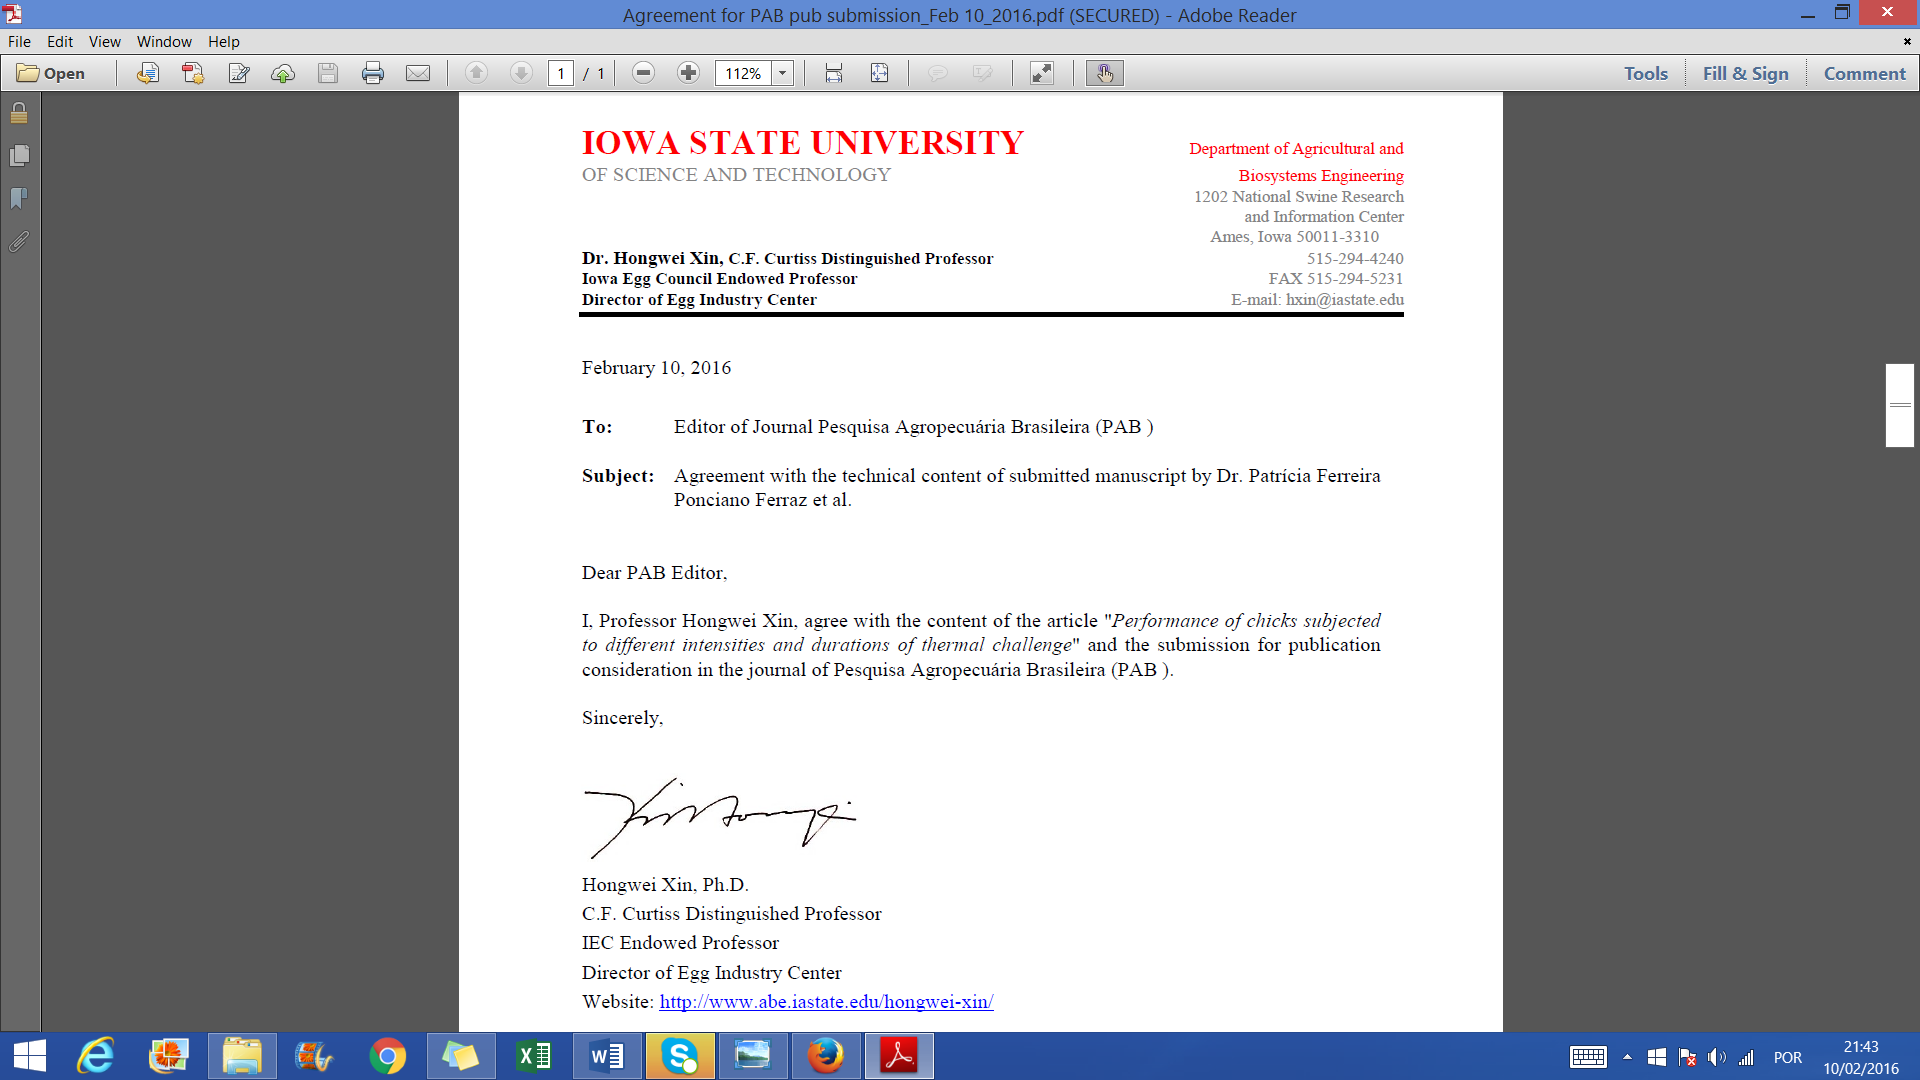 Agreement for PAB pub submission_Feb 10_2016.pdf (SECURED) - Adobe Reader
File Edit View Window Help
Open 1 / 1 112% Tools Fill & Sign Comment
IOWA STATE UNIVERSITY
OF SCIENCE AND TECHNOLOGY
Department of Agricultural and
Biosystems Engineering
1202 National Swine Research
and Information Center
Ames, Iowa 50011-3310
515-294-4240
FAX 515-294-5231
E-mail: hxin@iastate.edu
Dr. Hongwei Xin, C.F. Curtiss Distinguished Professor
Iowa Egg Council Endowed Professor
Director of Egg Industry Center
February 10, 2016
To: Editor of Journal Pesquisa Agropecuária Brasileira (PAB )
Subject: Agreement with the technical content of submitted manuscript by Dr. Patrícia Ferreira
Ponciano Ferraz et al.
Dear PAB Editor,
I, Professor Hongwei Xin, agree with the content of the article "Performance of chicks subjected
to different intensities and durations of thermal challenge" and the submission for publication
consideration in the journal of Pesquisa Agropecuária Brasileira (PAB ).
Sincerely,
Hongwei Xin, Ph.D.
C.F. Curtiss Distinguished Professor
IEC Endowed Professor
Director of Egg Industry Center
Website: http://www.abe.iastate.edu/hongwei-xin/
POR
21:43
10/02/2016